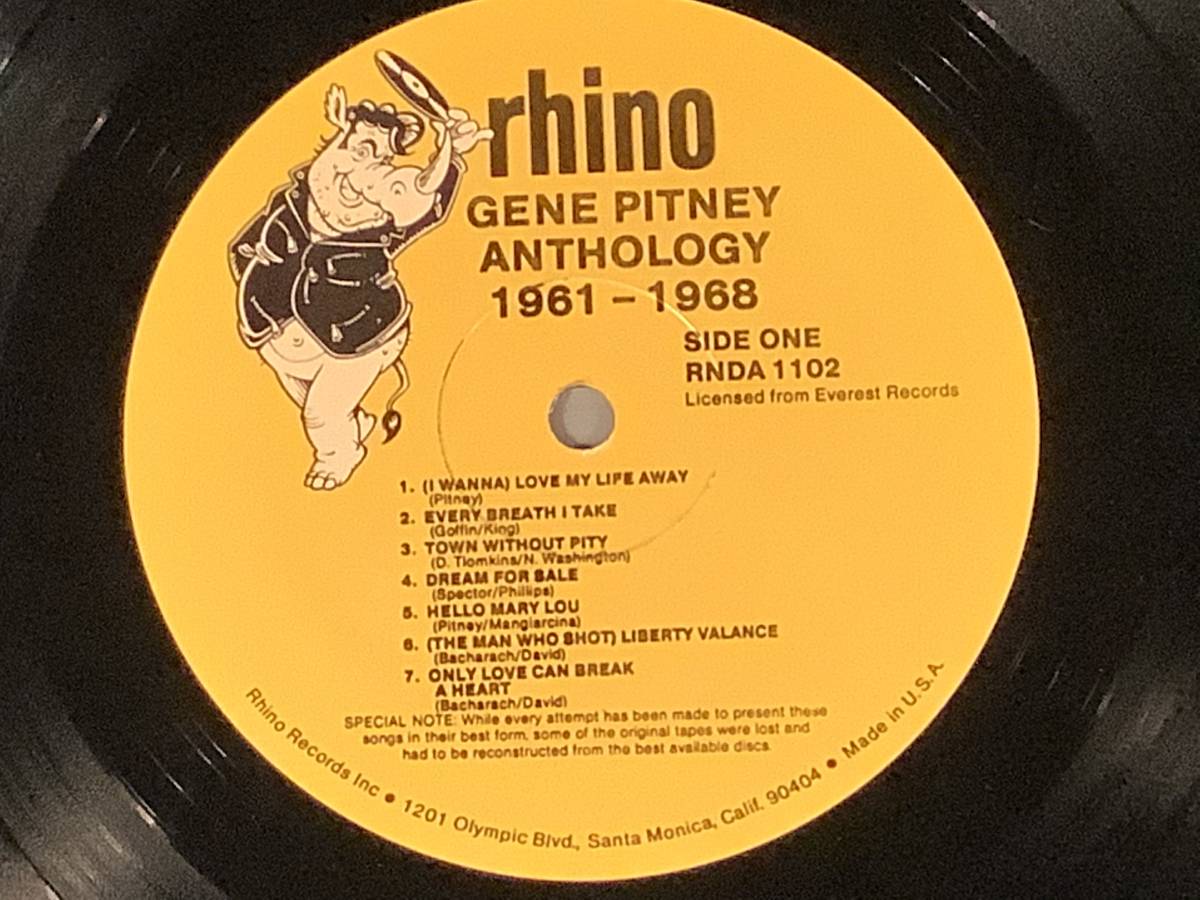 rhino
GENE PITNEY
ANTHOLOGY
1961 – 1968
SIDE ONE
RNDA 1102
Licensed from Everest Records
1. (I WANNA) LOVE MY LIFE AWAY
(Pitney)
2. EVERY BREATH I TAKE
(Goffin/King)
3. TOWN WITHOUT PITY
(D. Tiomkins/N. Washington)
4. DREAM FOR SALE
(Spector/Phillips)
5. HELLO MARY LOU
(Pitney/Mangiarcina)
6. (THE MAN WHO SHOT) LIBERTY VALANCE
(Bacharach/David)
7. ONLY LOVE CAN BREAK
A HEART
(Bacharach/David)
SPECIAL NOTE: While every attempt has been made to present these
songs in their best form, some of the original tapes were lost and
had to be reconstructed from the best available discs.
Rhino Records Inc • 1201 Olympic Blvd., Santa Monica, Calif. 90404 • Made in U.S.A.